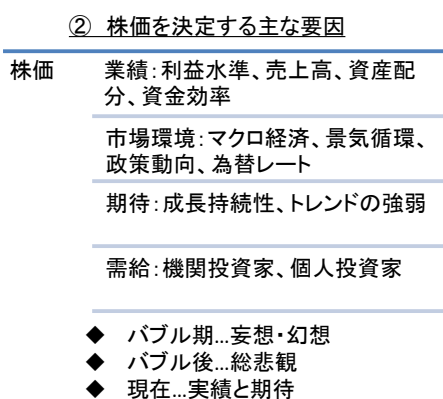 ② 株価を決定する主な要因
株価 業績：利益水準、売上高、資産配
分、資金効率
市場環境：マクロ経済、景気循環、
政策動向、為替レート
期待：成長持続性、トレンドの強弱
需給：機関投資家、個人投資家
◆ バブル期…妄想・幻想
◆ バブル後…総悲観
◆ 現在…実績と期待